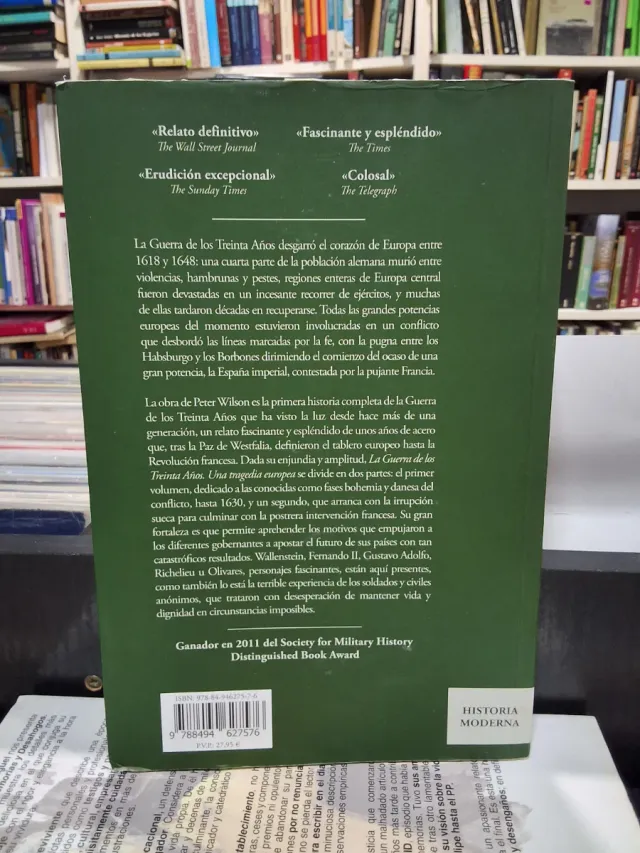 «Relato definitivo»
The Wall Street Journal
«Fascinante y espléndido»
The Times
«Erudición excepcional»
The Sunday Times
«Colosal»
The Telegraph
La Guerra de los Treinta Años desgarró el corazón de Europa entre
1618 y 1648: una cuarta parte de la población alemana murió entre
violencias, hambrunas y pestes, regiones enteras de Europa central
fueron devastadas en un incesante recorrer de ejércitos, y muchas
de ellas tardaron décadas en recuperarse. Todas las grandes potencias
europeas del momento estuvieron involucradas en un conflicto
que desbordó las líneas marcadas por la fe, con la pugna entre los
Habsburgo y los Borbones dirimiendo el comienzo del ocaso de una
gran potencia, la España imperial, contestada por la pujante Francia.
La obra de Peter Wilson es la primera historia completa de la Guerra
de los Treinta Años que ha visto la luz desde hace más de una
generación, un relato fascinante y espléndido de unos años de acero
que, tras la Paz de Westfalia, definieron el tablero europeo hasta la
Revolución francesa. Dada su enjundia y amplitud, La Guerra de los
Treinta Años. Una tragedia europea se divide en dos partes: el primer
volumen, dedicado a las conocidas como fases bohemia y danesa del
conflicto, hasta 1630, y un segundo, que arranca con la irrupción
sueca para culminar con la postrera intervención francesa. Su gran
fortaleza es que permite aprehender los motivos que empujaron a
los diferentes gobernantes a apostar el futuro de sus países con tan
catastróficos resultados. Wallenstein, Fernando II, Gustavo Adolfo,
Richelieu u Olivares, personajes fascinantes, están aquí presentes,
como también lo está la terrible experiencia de los soldados y civiles
anónimos, que trataron con desesperación de mantener vida y
dignidad en circunstancias imposibles.
Ganador en 2011 del Society for Military History
Distinguished Book Award
ISBN: 978-84-946275-7-6
9 788494 627576
P.V.P.: 27,95 €
HISTORIA
MODERNA